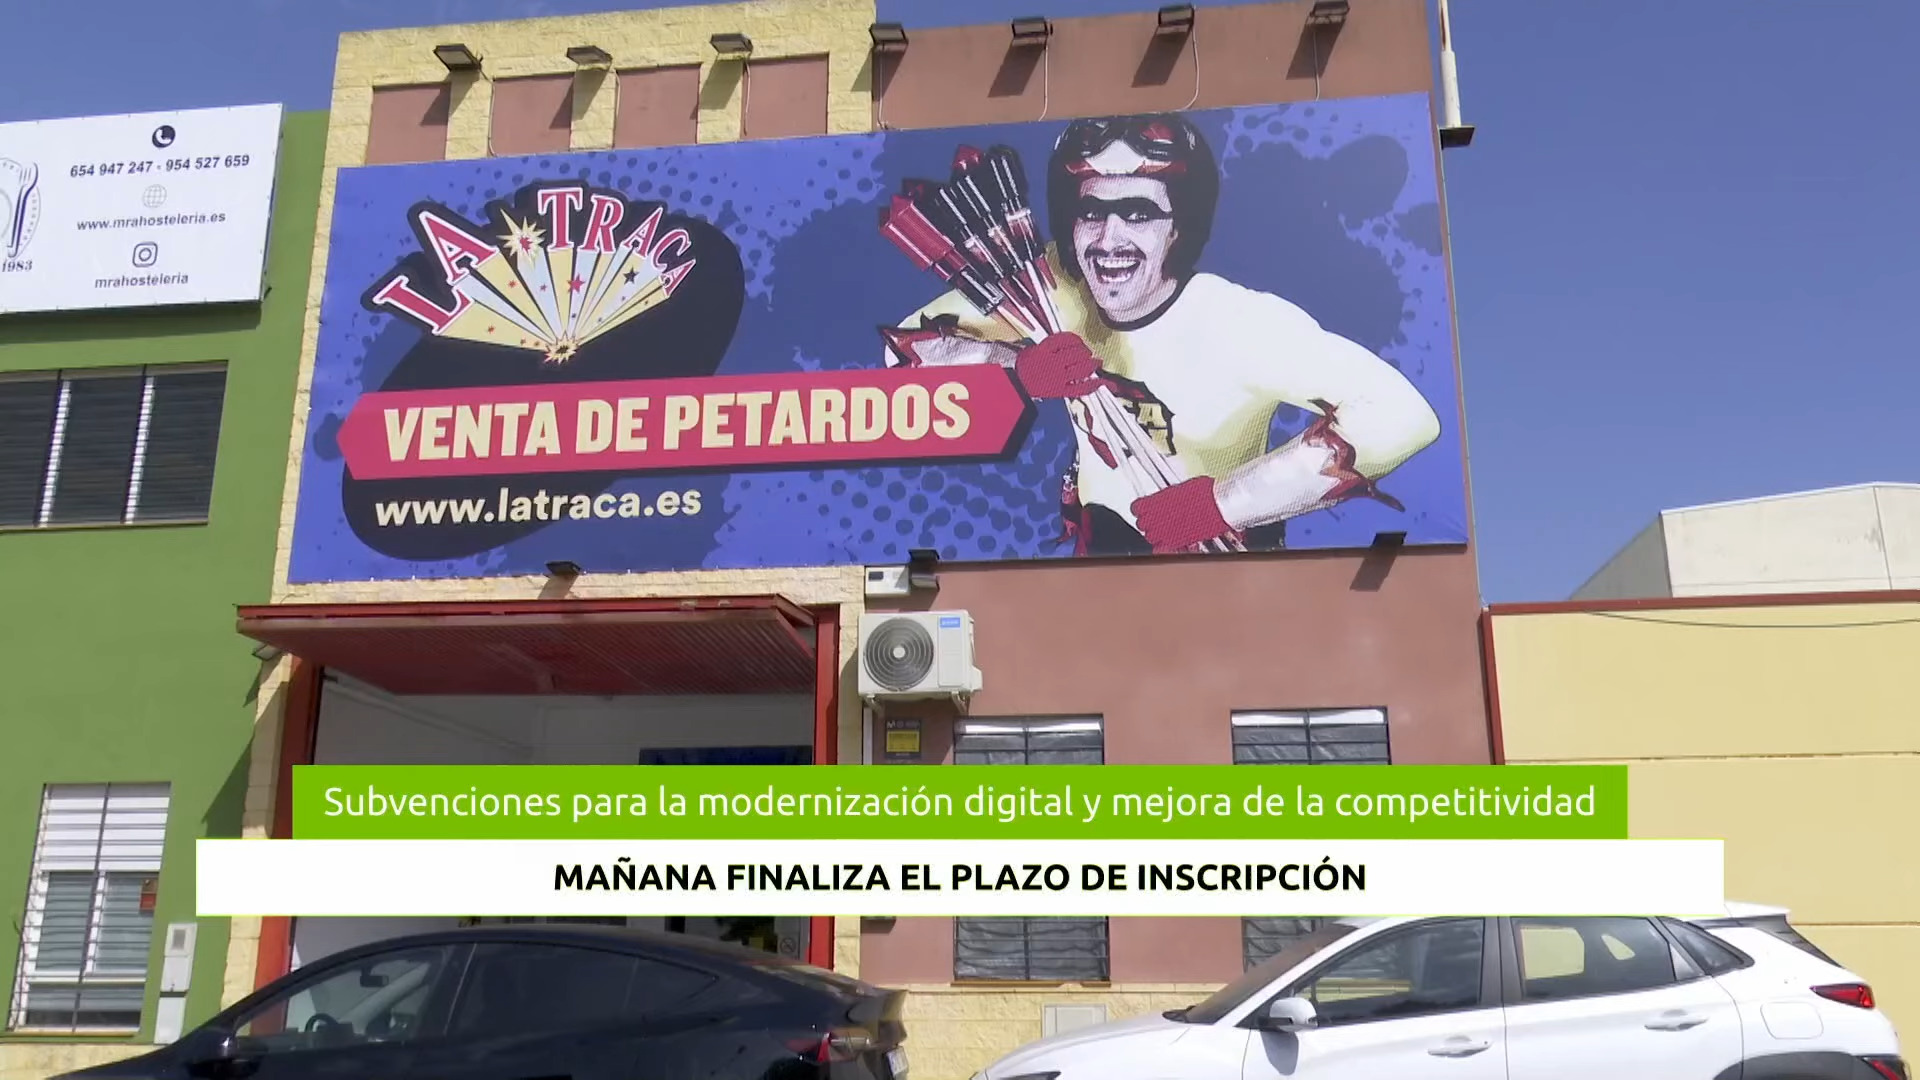 654 947 247 - 954 527 659
www.mrahosteleria.es
1983
mrahosteleria
LA TRACA
VENTA DE PETARDOS
www.latraca.es
Subvenciones para la modernización digital y mejora de la competitividad
MAÑANA FINALIZA EL PLAZO DE INSCRIPCIÓN